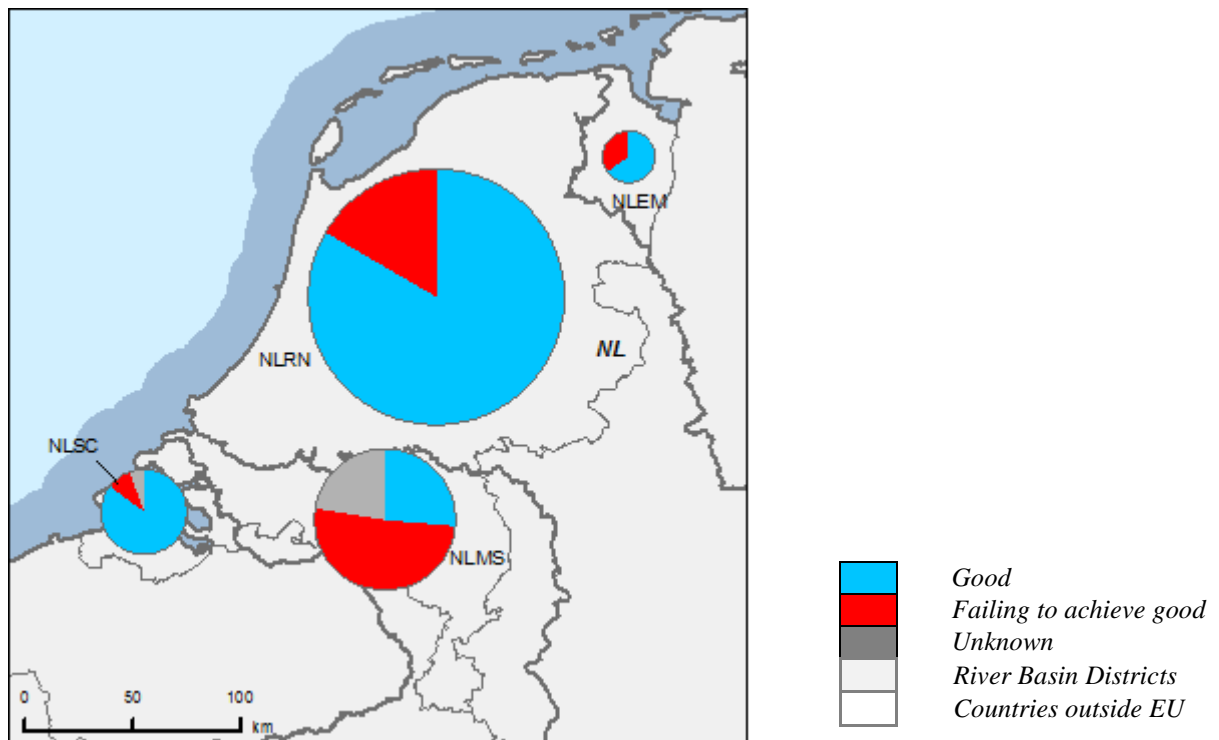 NLEM
NL
NLRN
NLSC
NLMS
0 50 100
km
Good
Failing to achieve good
Unknown
River Basin Districts
Countries outside EU